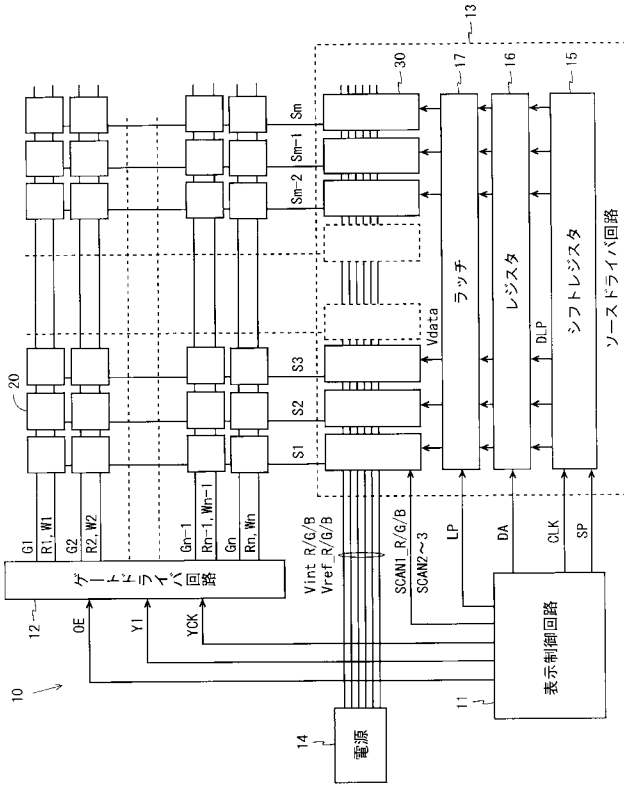 10
12
ゲートドライバ回路
OE
YI
YCK
G1
R1,W1
G2
R2,W2
Gn-1
Rn-1,Wn-1
Gn
Rn,Wn
20
S1
S2
S3
Sm-2
Sm-1
Sm
14
電源
Vint_R/G/B
Vref_R/G/B
13
30
SCAN1_R/G/B
SCAN2~3
Vdata
LP
ラッチ
17
DA
レジスタ
16
DLP
CLK
SP
シフトレジスタ
15
ソースドライバ回路
11
表示制御回路